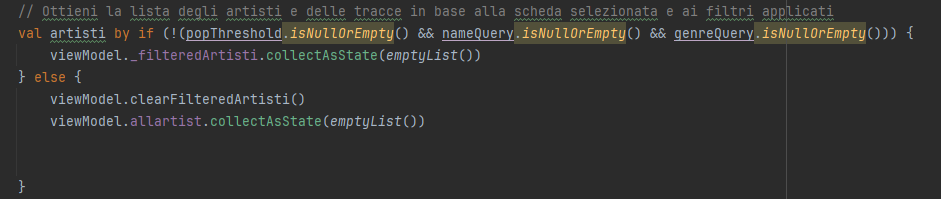 // Ottieni la lista degli artisti e delle tracce in base alla scheda selezionata e ai filtri applicati
val artisti by if (!(popThreshold.isNullOrEmpty() && nameQuery.isNullOrEmpty() && genreQuery.isNullOrEmpty())) {
    viewModel._filteredArtisti.collectAsState(emptyList())
} else {
    viewModel.clearFilteredArtisti()
    viewModel.allartist.collectAsState(emptyList())
}